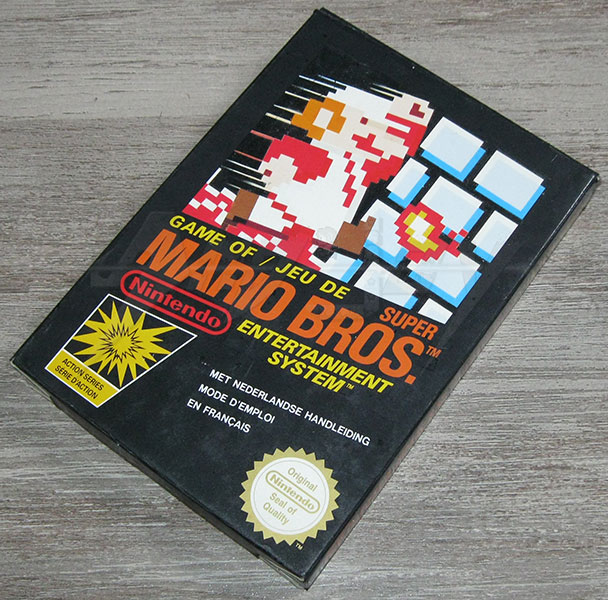 GAME OF / JEU DE
SUPER
MARIO BROS.™
Nintendo
ENTERTAINMENT
SYSTEM™
ACTION SERIES
SÉRIE D'ACTION
MET NEDERLANDSE HANDLEIDING
MODE D'EMPLOI
EN FRANÇAIS
Original
Nintendo
Seal of
Quality
TM